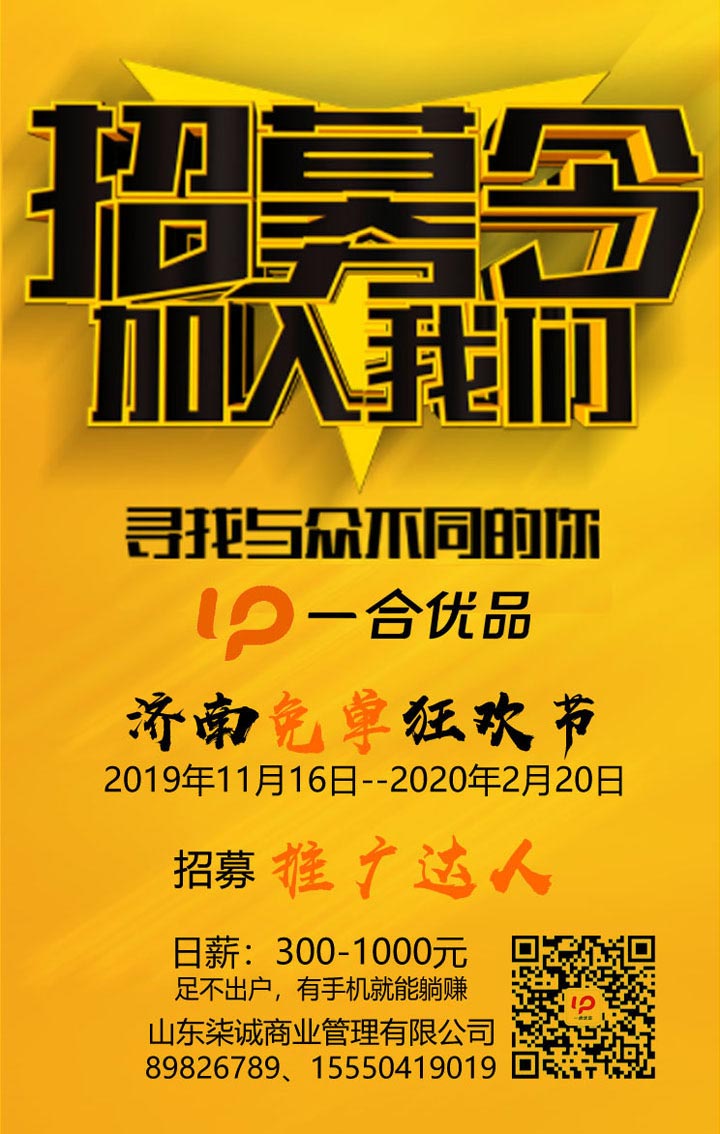 招募令
加入我们
寻找与众不同的你
一合优品
济南免单狂欢节
2019年11月16日--2020年2月20日
招募 推广达人
日薪：300-1000元
足不出户，有手机就能躺赚
山东柒诚商业管理有限公司
89826789、15550419019
一合优品